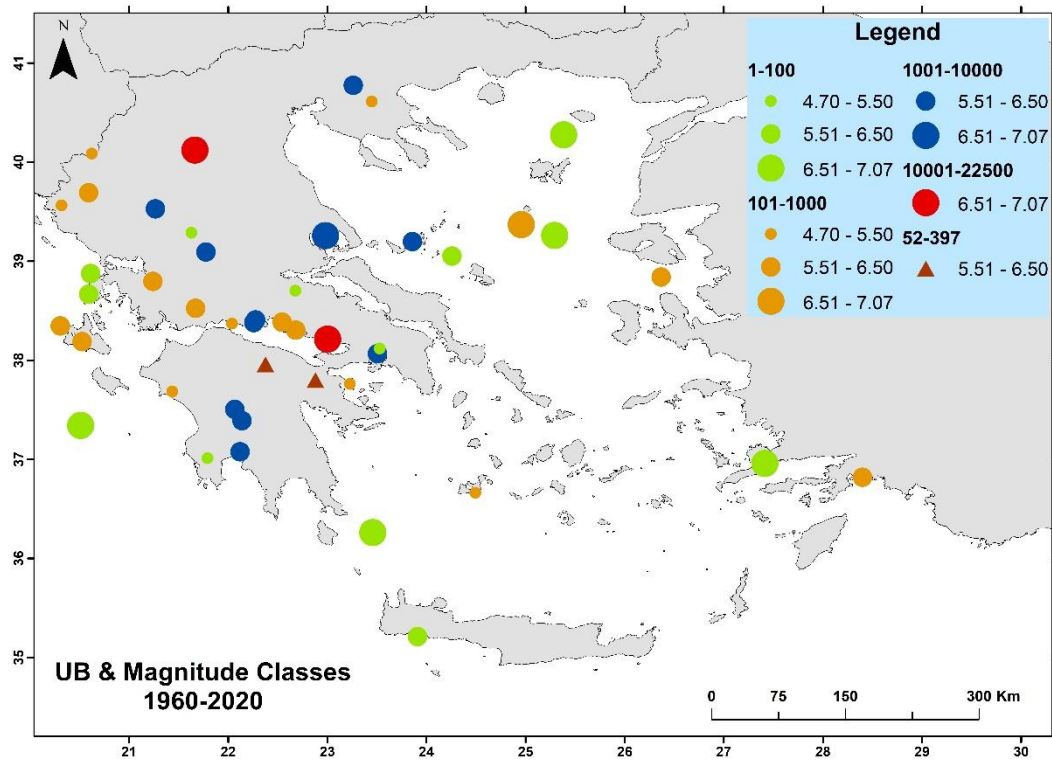 N
Legend
1-100
4.70 - 5.50
5.51 - 6.50
6.51 - 7.07
101-1000
4.70 - 5.50
5.51 - 6.50
6.51 - 7.07
1001-10000
5.51 - 6.50
6.51 - 7.07
10001-22500
6.51 - 7.07
52-397
5.51 - 6.50
41
40
39
38
37
36
35
UB & Magnitude Classes
1960-2020
0 75 150 300 Km
21 22 23 24 25 26 27 28 29 30